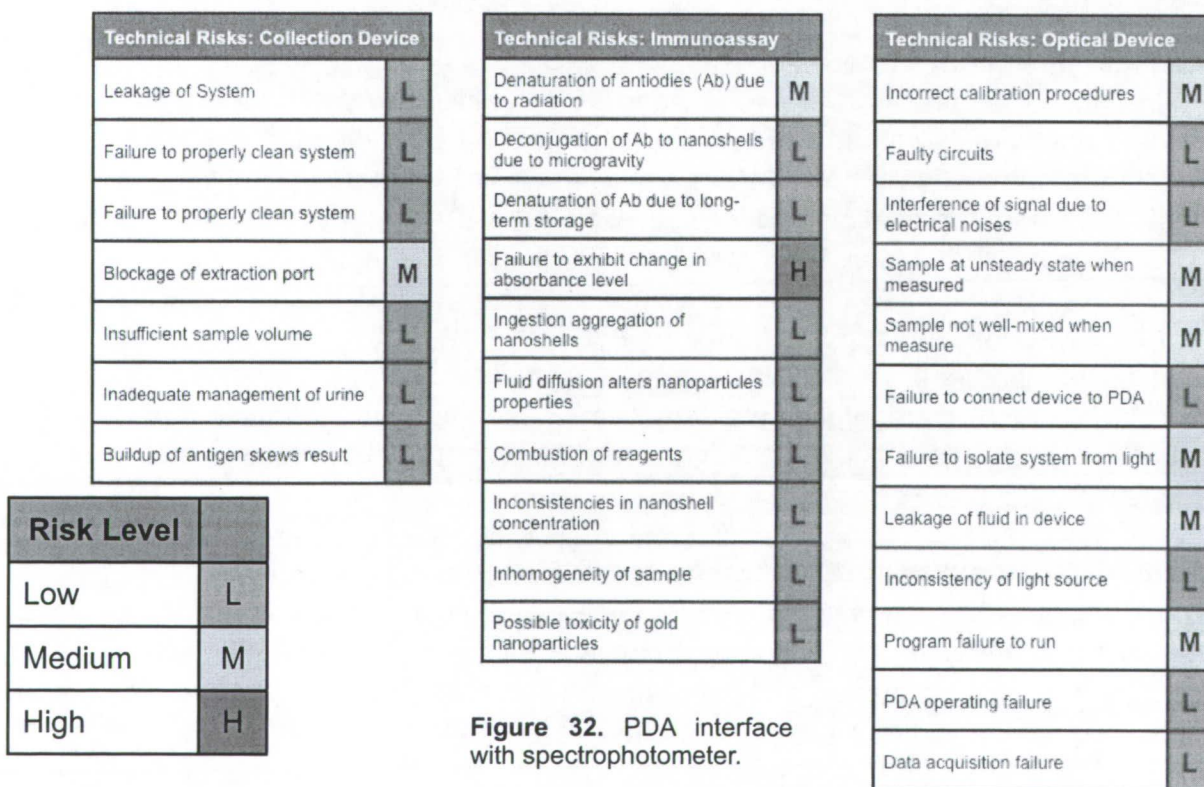 Technical Risks: Collection Device
Leakage of System L
Failure to properly clean system L
Failure to properly clean system L
Blockage of extraction port M
Insufficient sample volume L
Inadequate management of urine L
Buildup of antigen skews result L
Risk Level
Low L
Medium M
High H
Technical Risks: Immunoassay
Denaturation of antiodies (Ab) due
to radiation M
Deconjugation of Ab to nanoshells
due to microgravity L
Denaturation of Ab due to long-
term storage L
Failure to exhibit change in
absorbance level H
Ingestion aggregation of
nanoshells L
Fluid diffusion alters nanoparticles
properties L
Combustion of reagents L
Inconsistencies in nanoshell
concentration L
Inhomogeneity of sample L
Possible toxicity of gold
nanoparticles L
Figure 32. PDA interface
with spectrophotometer.
Technical Risks: Optical Device
Incorrect calibration procedures M
Faulty circuits L
Interference of signal due to
electrical noises L
Sample at unsteady state when
measured M
Sample not well-mixed when
measure M
Failure to connect device to PDA L
Failure to isolate system from light M
Leakage of fluid in device M
Inconsistency of light source L
Program failure to run M
PDA operating failure L
Data acquisition failure L